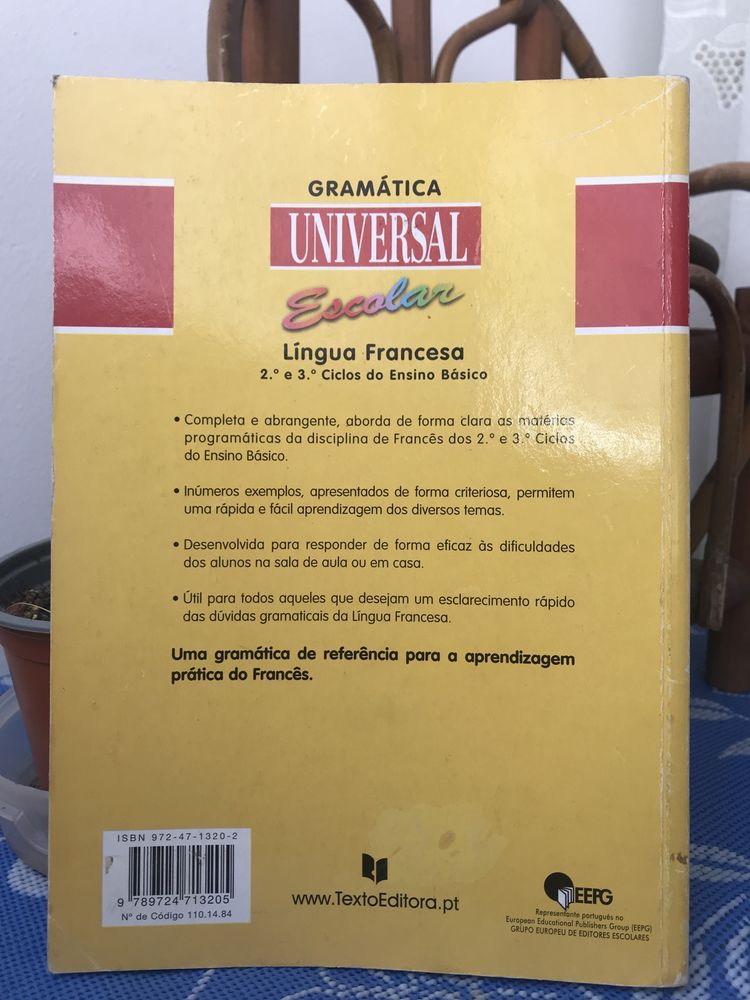 GRAMÁTICA
UNIVERSAL
Escolar
Língua Francesa
2.º e 3.º Ciclos do Ensino Básico
• Completa e abrangente, aborda de forma clara as matérias
programáticas da disciplina de Francês dos 2.º e 3.º Ciclos
do Ensino Básico.
• Inúmeros exemplos, apresentados de forma criteriosa, permitem
uma rápida e fácil aprendizagem dos diversos temas.
• Desenvolvida para responder de forma eficaz às dificuldades
dos alunos na sala de aula ou em casa.
• Útil para todos aqueles que desejam um esclarecimento rápido
das dúvidas gramaticais da Língua Francesa.
Uma gramática de referência para a aprendizagem
prática do Francês.
ISBN 972-47-1320-2
9 789724 713205
Nº de Código 110.14.84
www.TextoEditora.pt
EEPG
Representante português no
European Educational Publishers Group (EEPG)
GRUPO EUROPEU DE EDITORES ESCOLARES